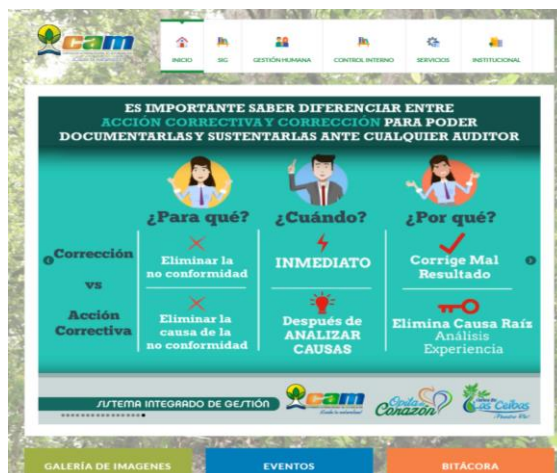 cam
INICIO
SIG
GESTIÓN HUMANA
CONTROL INTERNO
SERVICIOS
INSTITUCIONAL
ES IMPORTANTE SABER DIFERENCIAR ENTRE
ACCIÓN CORRECTIVA Y CORRECCIÓN PARA PODER
DOCUMENTARLAS Y SUSTENTARLAS ANTE CUALQUIER AUDITOR
¿Para qué?
¿Cuándo?
¿Por qué?
Corrección
vs
Acción
Correctiva
Eliminar la
no conformidad
INMEDIATO
Corrige Mal
Resultado
Eliminar la
causa de la
no conformidad
Después de
ANALIZAR
CAUSAS
Elimina Causa Raíz
Análisis
Experiencia
SISTEMA INTEGRADO DE GESTIÓN
cam
Opita de
Corazón
Las Ceibas
GALERÍA DE IMAGENES
EVENTOS
BITÁCORA